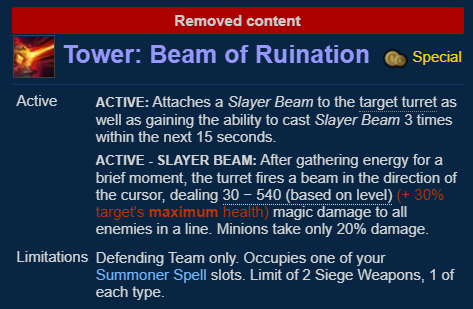 Removed content
Tower: Beam of Ruination Special
Active ACTIVE: Attaches a Slayer Beam to the target turret as
well as gaining the ability to cast Slayer Beam 3 times
within the next 15 seconds.
ACTIVE - SLAYER BEAM: After gathering energy for a
brief moment, the turret fires a beam in the direction of
the cursor, dealing 30 − 540 (based on level) (+ 30%
target's maximum health) magic damage to all
enemies in a line. Minions take only 20% damage.
Limitations Defending Team only. Occupies one of your
Summoner Spell slots. Limit of 2 Siege Weapons, 1 of
each type.